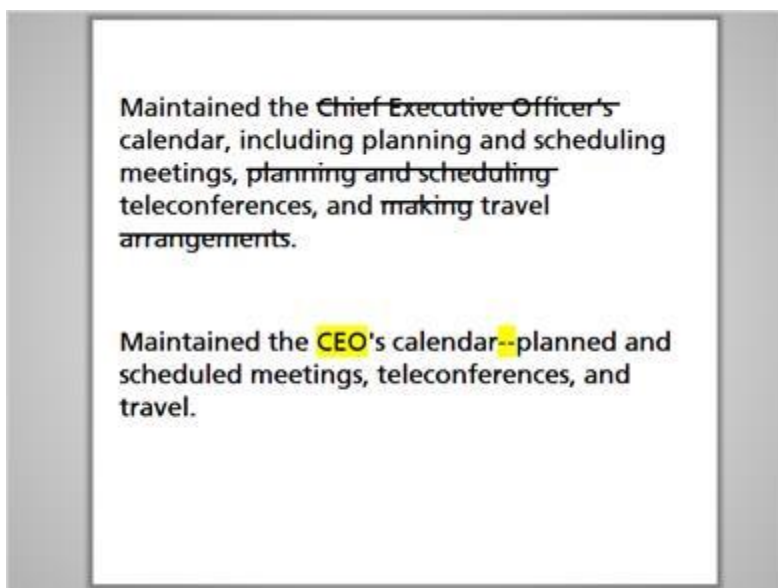 Maintained the Chief Executive Officer's
calendar, including planning and scheduling
meetings, planning and scheduling
teleconferences, and making travel
arrangements.
Maintained the CEO's calendar--planned and
scheduled meetings, teleconferences, and
travel.